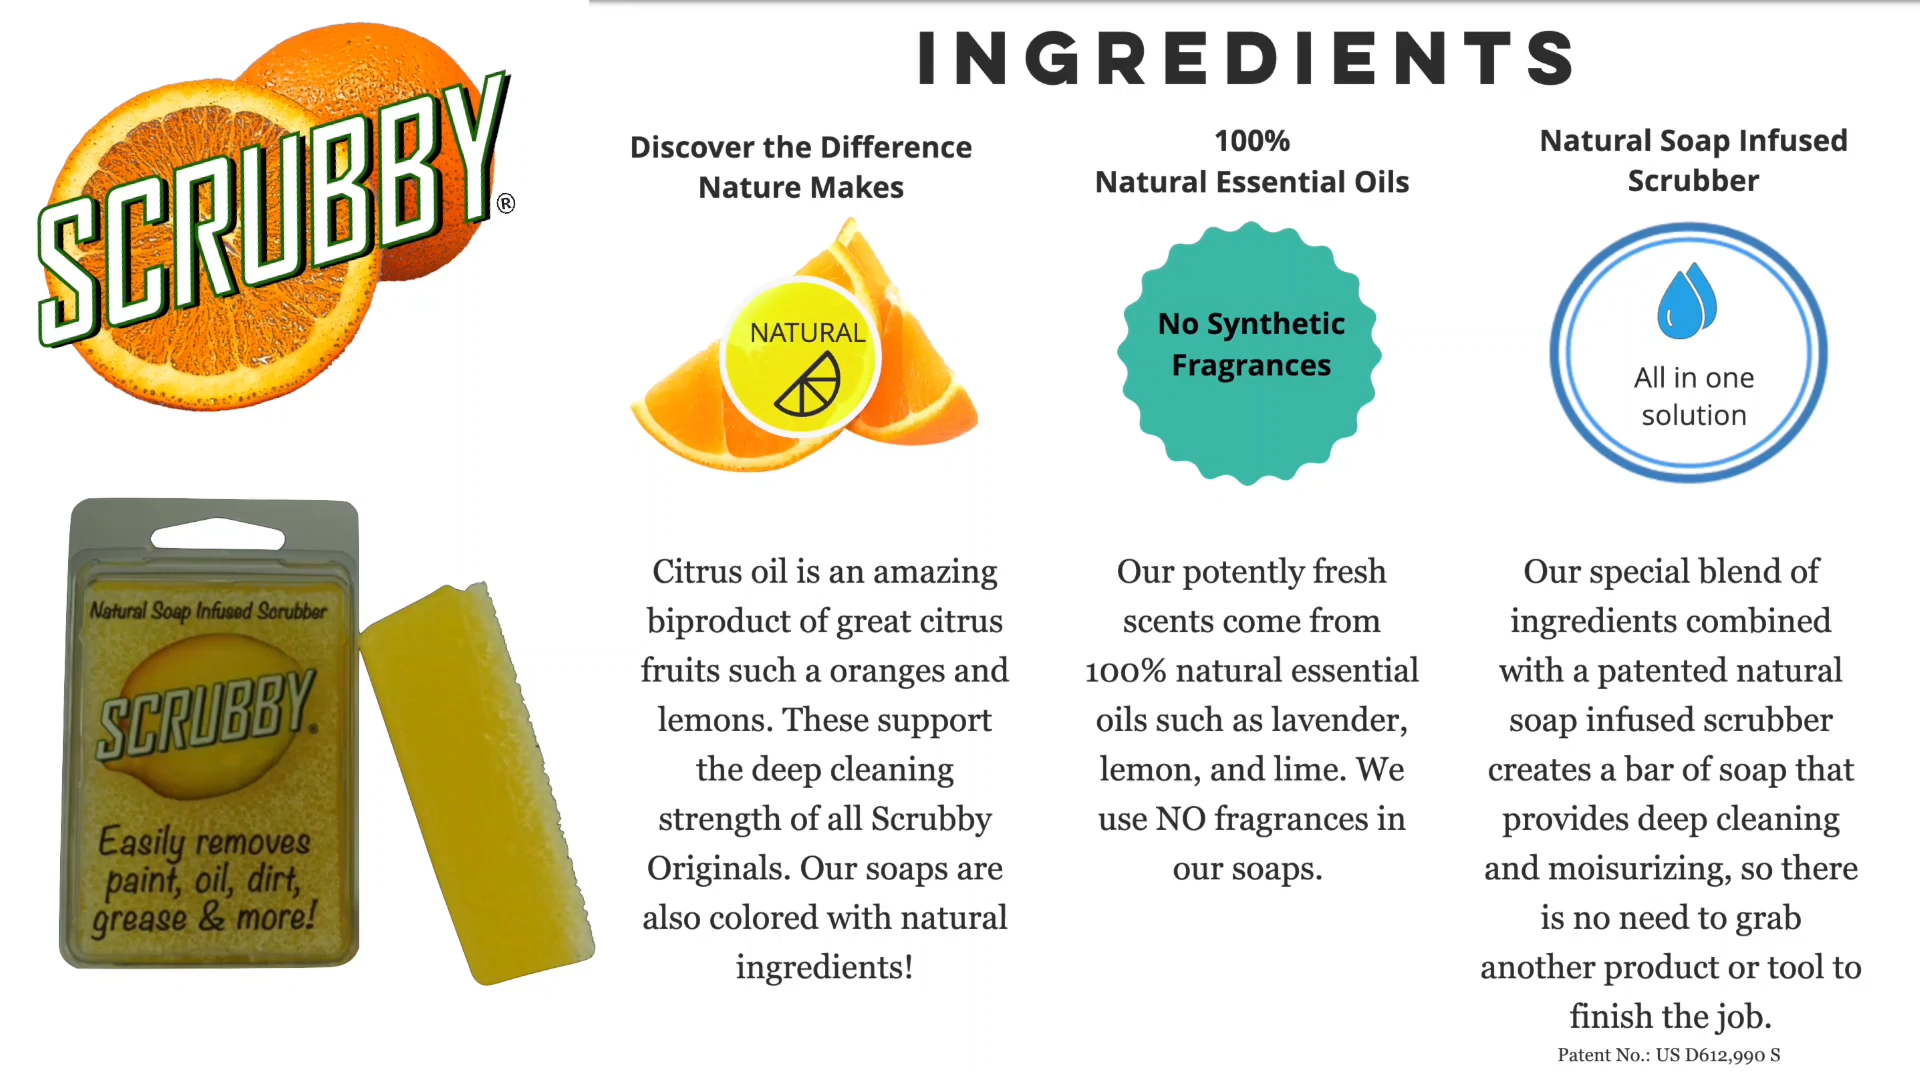 SCRUBBY®
INGREDIENTS
Discover the Difference
Nature Makes
NATURAL
Citrus oil is an amazing
biproduct of great citrus
fruits such a oranges and
lemons. These support
the deep cleaning
strength of all Scrubby
Originals. Our soaps are
also colored with natural
ingredients!
100%
Natural Essential Oils
No Synthetic
Fragrances
Our potently fresh
scents come from
100% natural essential
oils such as lavender,
lemon, and lime. We
use NO fragrances in
our soaps.
Natural Soap Infused
Scrubber
All in one
solution
Our special blend of
ingredients combined
with a patented natural
soap infused scrubber
creates a bar of soap that
provides deep cleaning
and moisurizing, so there
is no need to grab
another product or tool to
finish the job.
Patent No.: US D612,990 S
Natural Soap Infused Scrubber
SCRUBBY®
Easily removes
paint, oil, dirt,
grease & more!